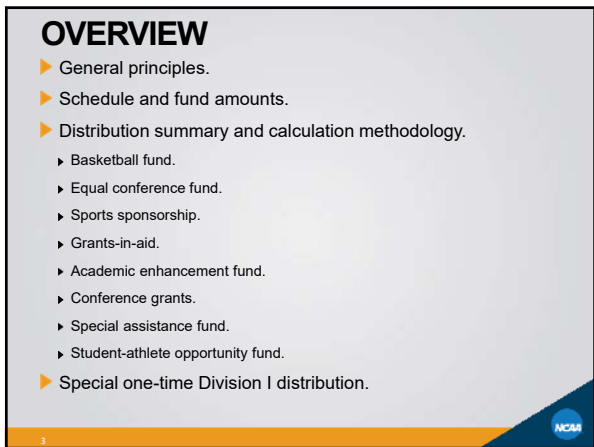 OVERVIEW
General principles.
Schedule and fund amounts.
Distribution summary and calculation methodology.
Basketball fund.
Equal conference fund.
Sports sponsorship.
Grants-in-aid.
Academic enhancement fund.
Conference grants.
Special assistance fund.
Student-athlete opportunity fund.
Special one-time Division I distribution.
3
NCAA